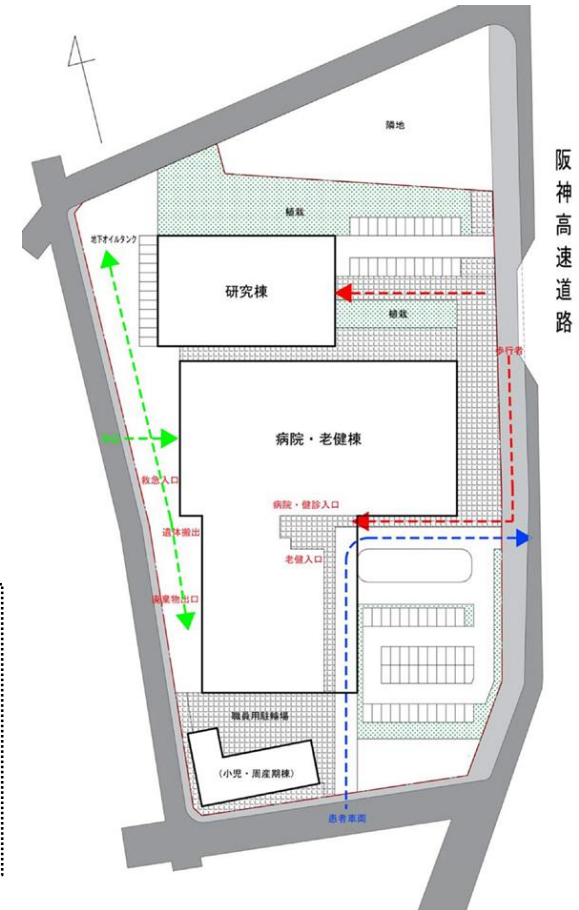 隣地
阪神高速道路
植栽
地下オイルタンク
研究棟
植栽
歩行者
病院・老健棟
救急入口
病院・健診入口
遺体搬出
老健入口
廃棄物出口
職員用駐輪場
(小児・周産期棟)
患者車両